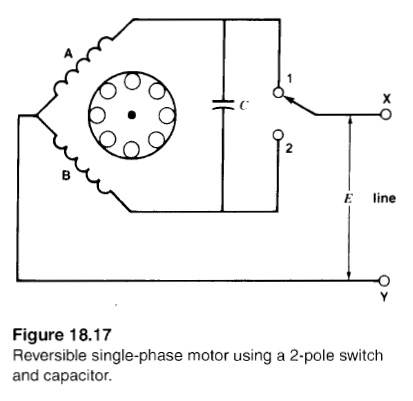 A
1
X
C
2
B
E line
Y
Figure 18.17
Reversible single-phase motor using a 2-pole switch
and capacitor.